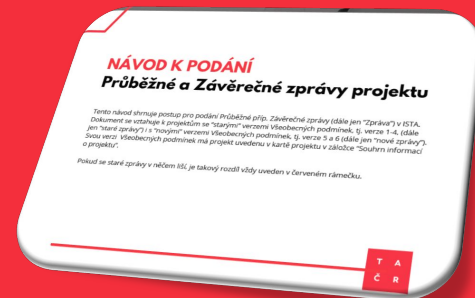 NÁVOD K PODÁNÍ
Průběžné a Závěrečné zprávy projektu
Tento návod shrnuje postup pro podání Průběžné příp. Závěrečné zprávy (dále jen "Zpráva") v ISTA.
Dokument se vztahuje k projektům se "starými" verzemi Všeobecných podmínek, tj. verze 1-4, (dále
jen "staré zprávy") i s "novými" verzemi Všeobecných podmínek, tj. verze 5 a 6 (dále jen "nové zprávy").
Svou verzi Všeobecných podmínek má projekt uvedenu v kartě projektu v záložce "Souhrn informací
o projektu".
Pokud se staré zprávy v něčem liší, je takový rozdíl vždy uveden v červeném rámečku.
T A
Č R